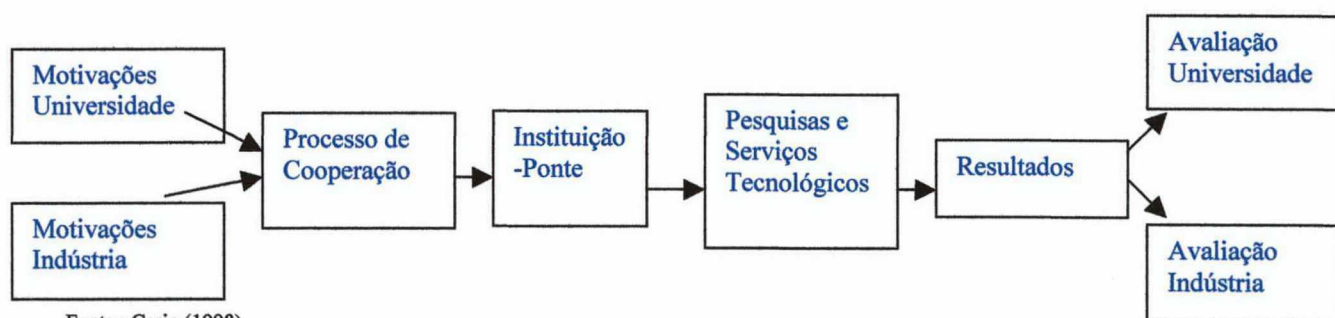 Motivações
Universidade
Motivações
Indústria
Processo de
Cooperação
Instituição
-Ponte
Pesquisas e
Serviços
Tecnológicos
Resultados
Avaliação
Universidade
Avaliação
Indústria